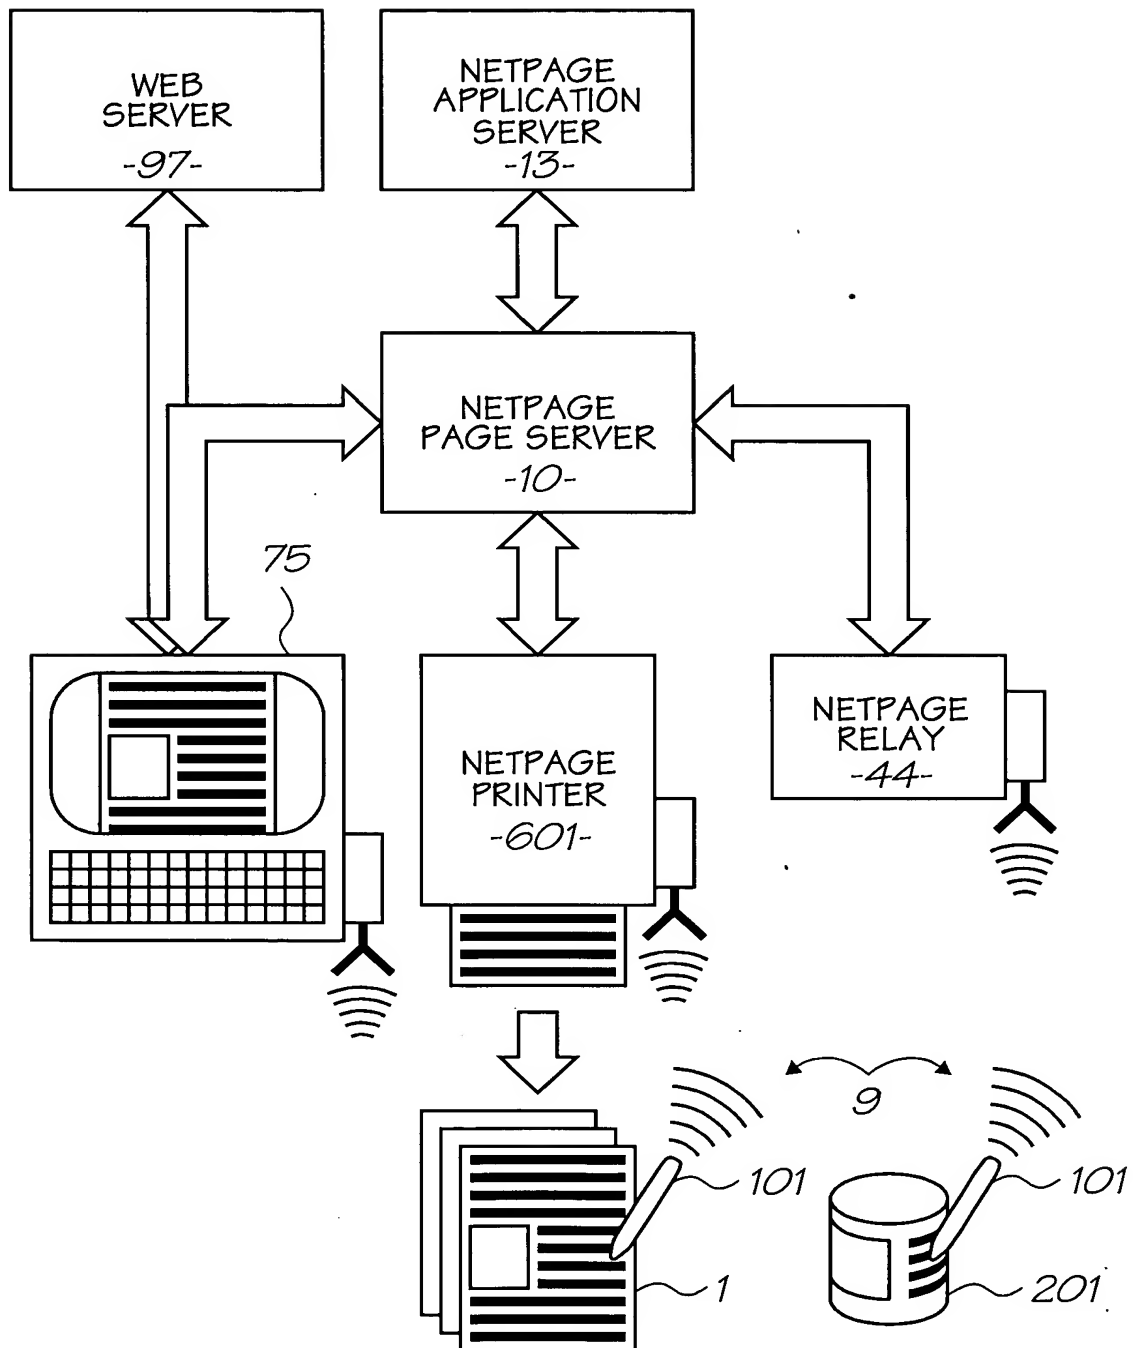 WEB
SERVER
-97-
NETPAGE
APPLICATION
SERVER
-13-
NETPAGE
PAGE SERVER
-10-
75
NETPAGE
PRINTER
-601-
NETPAGE
RELAY
-44-
9
101
101
1
201